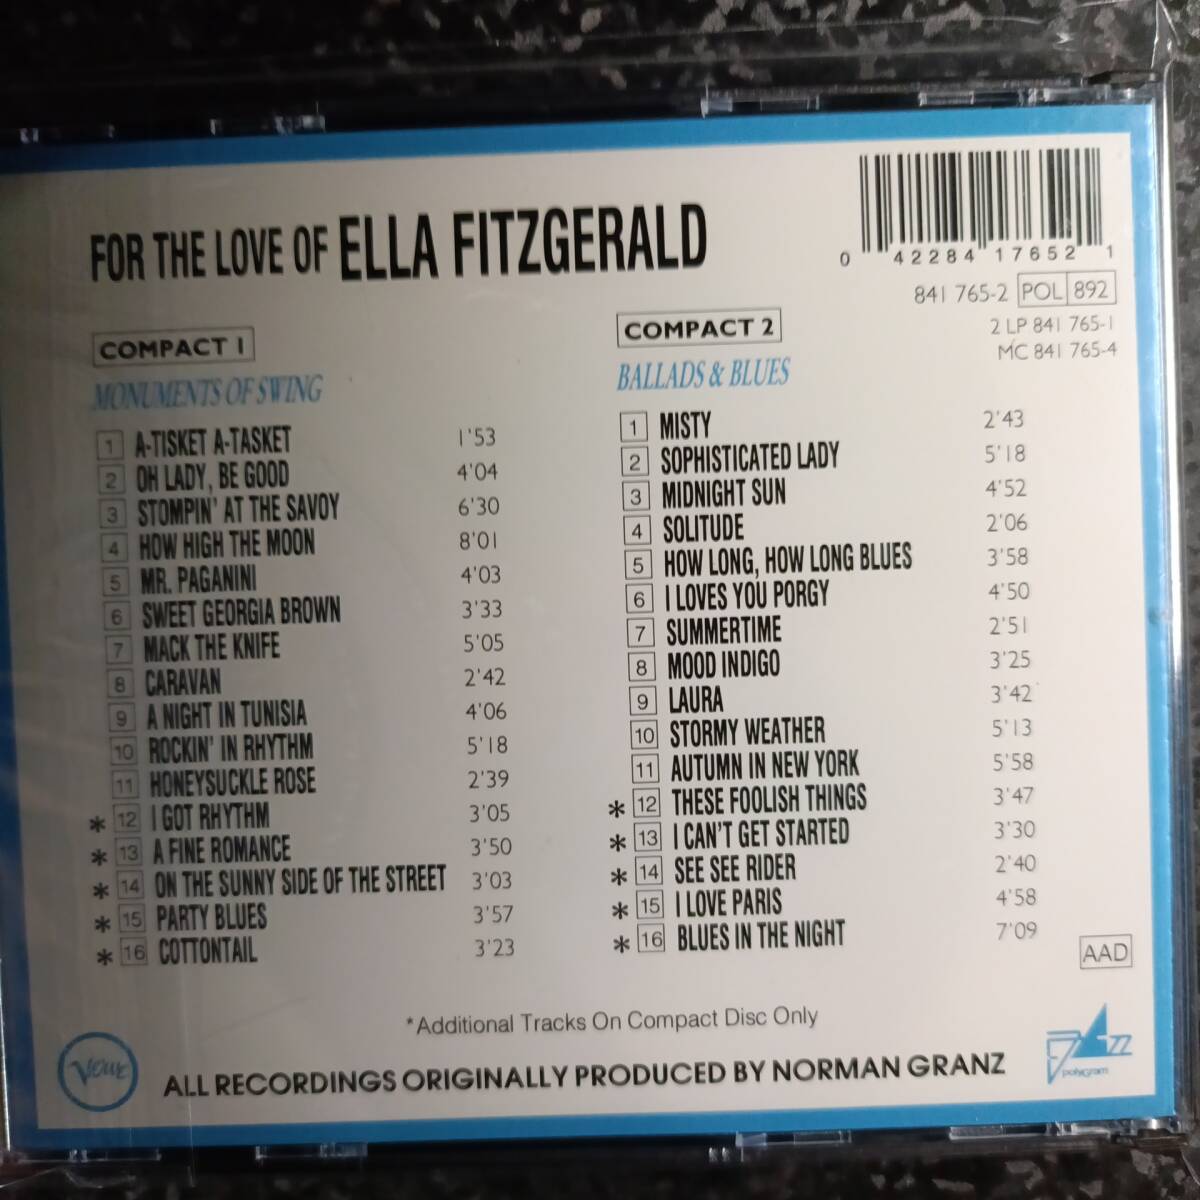 FOR THE LOVE OF ELLA FITZGERALD
0 42284 17652 1
841 765-2 POL 892
2 LP 841 765-1
MC 841 765-4
COMPACT 1
MONUMENTS OF SWING
1 A-TISKET A-TASKET 1'53
2 OH LADY, BE GOOD 4'04
3 STOMPIN' AT THE SAVOY 6'30
4 HOW HIGH THE MOON 8'01
5 MR. PAGANINI 4'03
6 SWEET GEORGIA BROWN 3'33
7 MACK THE KNIFE 5'05
8 CARAVAN 2'42
9 A NIGHT IN TUNISIA 4'06
10 ROCKIN' IN RHYTHM 5'18
11 HONEYSUCKLE ROSE 2'39
* 12 I GOT RHYTHM 3'05
* 13 A FINE ROMANCE 3'50
* 14 ON THE SUNNY SIDE OF THE STREET 3'03
* 15 PARTY BLUES 3'57
* 16 COTTONTAIL 3'23
COMPACT 2
BALLADS & BLUES
1 MISTY 2'43
2 SOPHISTICATED LADY 5'18
3 MIDNIGHT SUN 4'52
4 SOLITUDE 2'06
5 HOW LONG, HOW LONG BLUES 3'58
6 I LOVES YOU PORGY 4'50
7 SUMMERTIME 2'51
8 MOOD INDIGO 3'25
9 LAURA 3'42
10 STORMY WEATHER 5'13
11 AUTUMN IN NEW YORK 5'58
* 12 THESE FOOLISH THINGS 3'47
* 13 I CAN'T GET STARTED 3'30
* 14 SEE SEE RIDER 2'40
* 15 I LOVE PARIS 4'58
* 16 BLUES IN THE NIGHT 7'09
AAD
*Additional Tracks On Compact Disc Only
Verve
ALL RECORDINGS ORIGINALLY PRODUCED BY NORMAN GRANZ
JAZZ
polygram